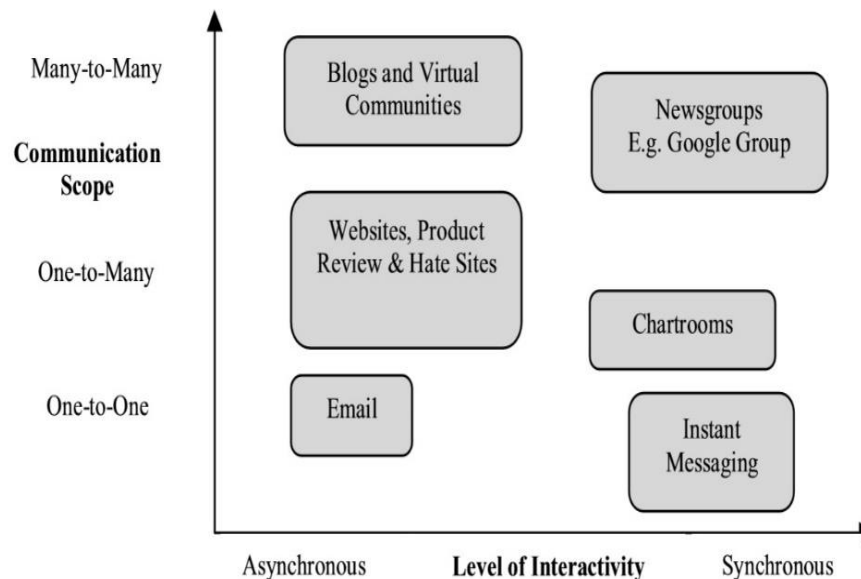 Many-to-Many
Blogs and Virtual
Communities
Newsgroups
E.g. Google Group
Communication
Scope
Websites, Product
Review & Hate Sites
One-to-Many
Chartrooms
One-to-One
Email
Instant
Messaging
Asynchronous
Level of Interactivity
Synchronous